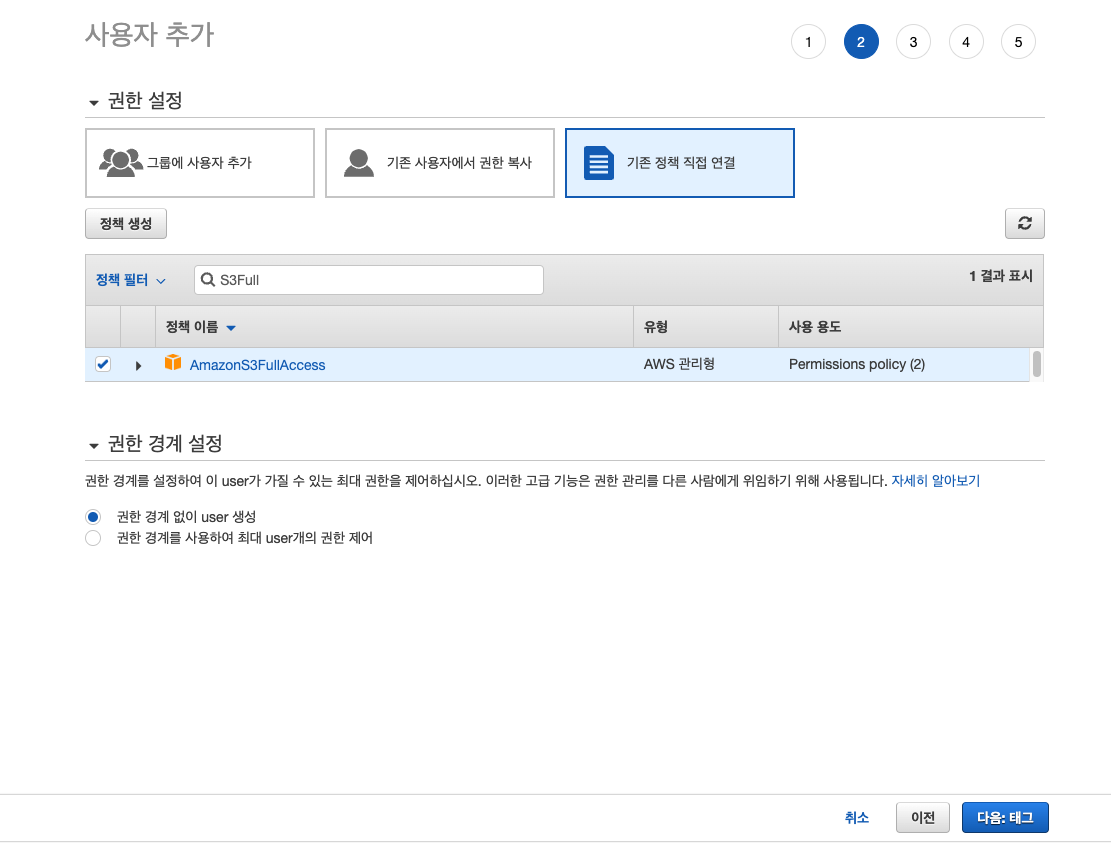 사용자 추가
1 2 3 4 5
권한 설정
그룹에 사용자 추가
기존 사용자에서 권한 복사
기존 정책 직접 연결
정책 생성
정책 필터
S3Full
1 결과 표시
정책 이름 유형 사용 용도
AmazonS3FullAccess AWS 관리형 Permissions policy (2)
권한 경계 설정
권한 경계를 설정하여 이 user가 가질 수 있는 최대 권한을 제어하십시오. 이러한 고급 기능은 권한 관리를 다른 사람에게 위임하기 위해 사용됩니다. 자세히 알아보기
권한 경계 없이 user 생성
권한 경계를 사용하여 최대 user개의 권한 제어
취소 이전 다음: 태그